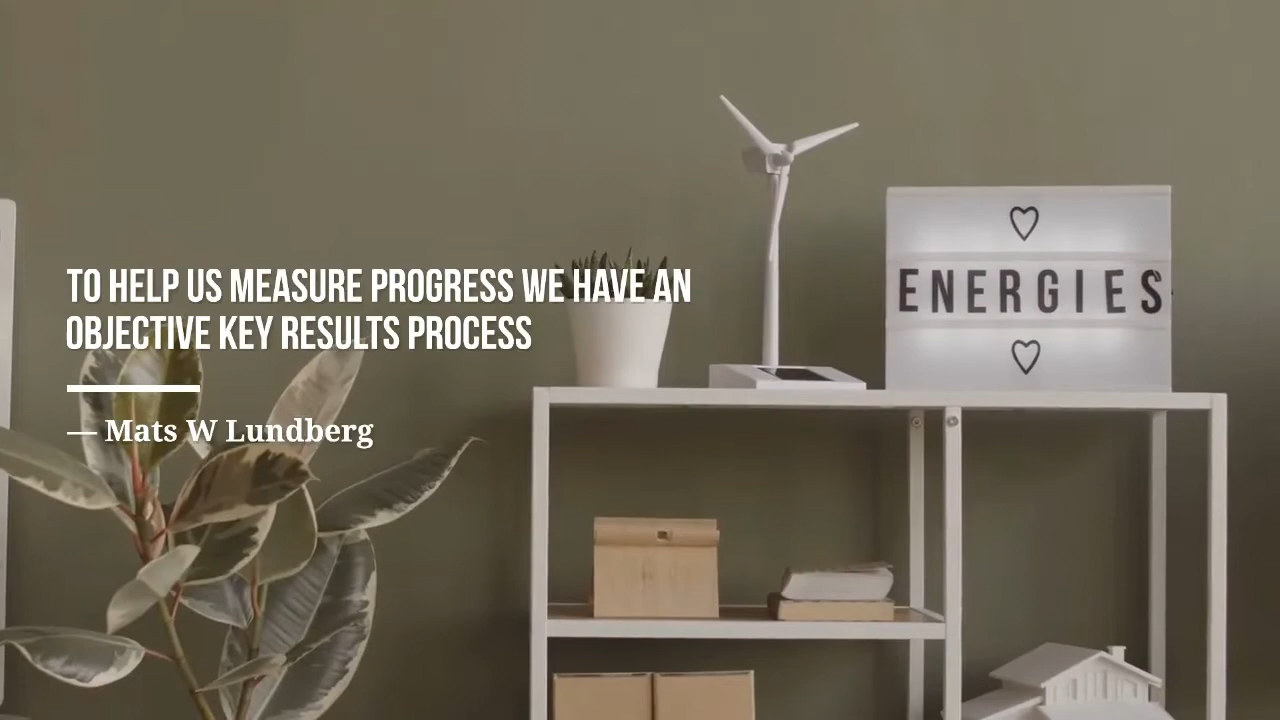 TO HELP US MEASURE PROGRESS WE HAVE AN
OBJECTIVE KEY RESULTS PROCESS
— Mats W Lundberg
♡
ENERGIES
♡